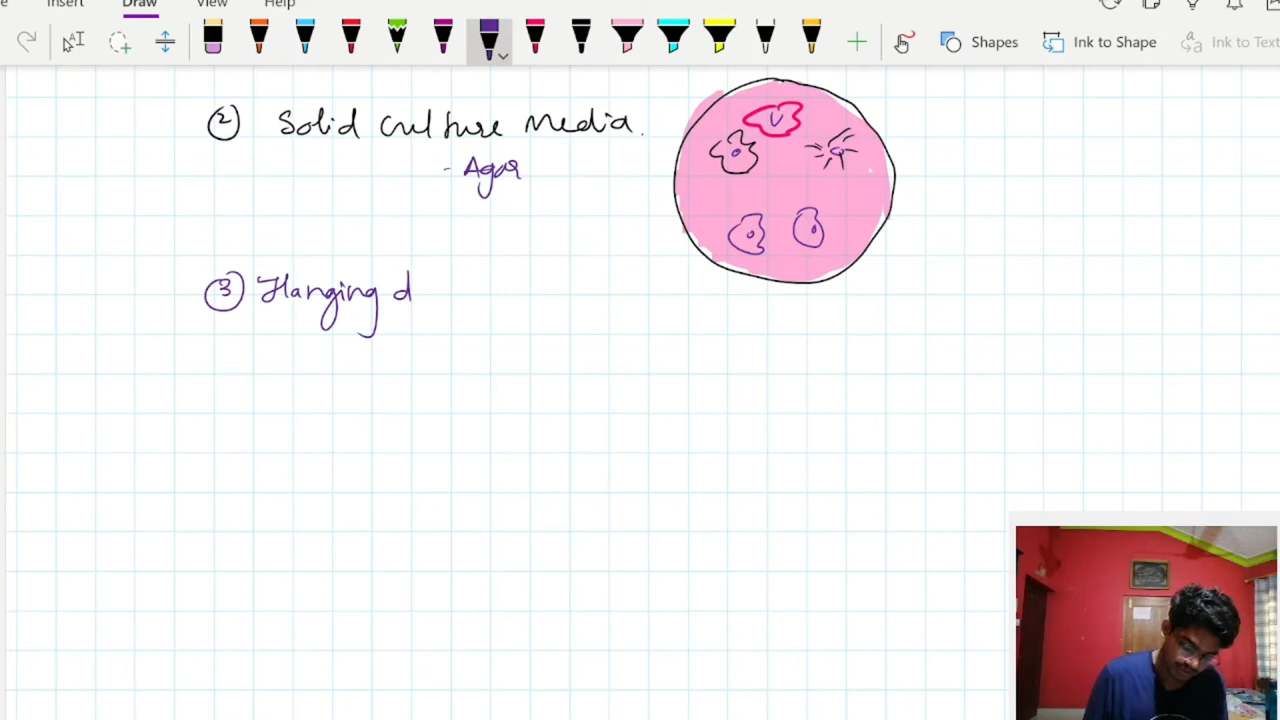 Insert Draw View Help
Shapes Ink to Shape Ink to Text
② Solid culture Media.
- Agar
③ Hanging d